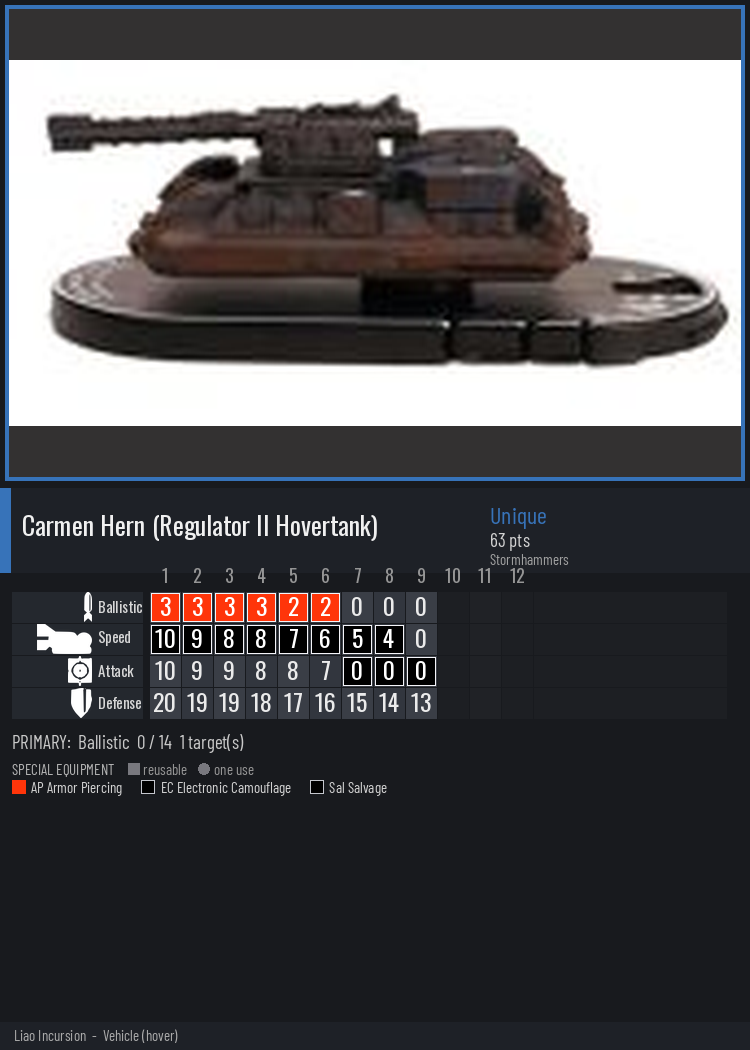 Carmen Hern (Regulator II Hovertank)
Unique
63 pts
Stormhammers
1 2 3 4 5 6 7 8 9 10 11 12
Ballistic 3 3 3 3 2 2 0 0 0
Speed 10 9 8 8 7 6 5 4 0
Attack 10 9 9 8 8 7 0 0 0
Defense 20 19 19 18 17 16 15 14 13
PRIMARY: Ballistic 0 / 14 1 target(s)
SPECIAL EQUIPMENT reusable one use
AP Armor Piercing EC Electronic Camouflage Sal Salvage
Liao Incursion - Vehicle (hover)